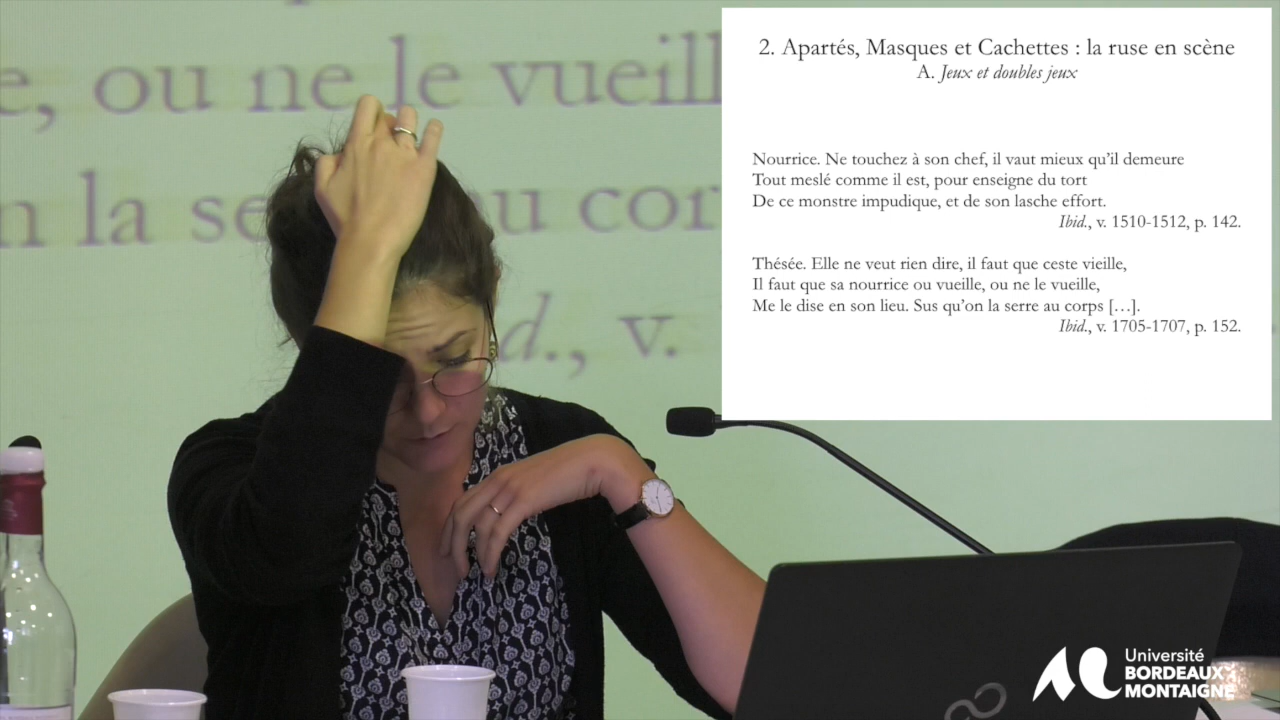 2. Apartés, Masques et Cachettes : la ruse en scène
A. Jeux et doubles jeux
Nourrice. Ne touchez à son chef, il vaut mieux qu’il demeure
Tout meslé comme il est, pour enseigne du tort
De ce monstre impudique, et de son lasche effort.
Ibid., v. 1510-1512, p. 142.
Thésée. Elle ne veut rien dire, il faut que ceste vieille,
Il faut que sa nourrice ou vueille, ou ne le vueille,
Me le dise en son lieu. Sus qu’on la serre au corps […].
Ibid., v. 1705-1707, p. 152.
e, ou ne le vueill
n la se u cor
d., v.
Université
BORDEAUX
MONTAIGNE